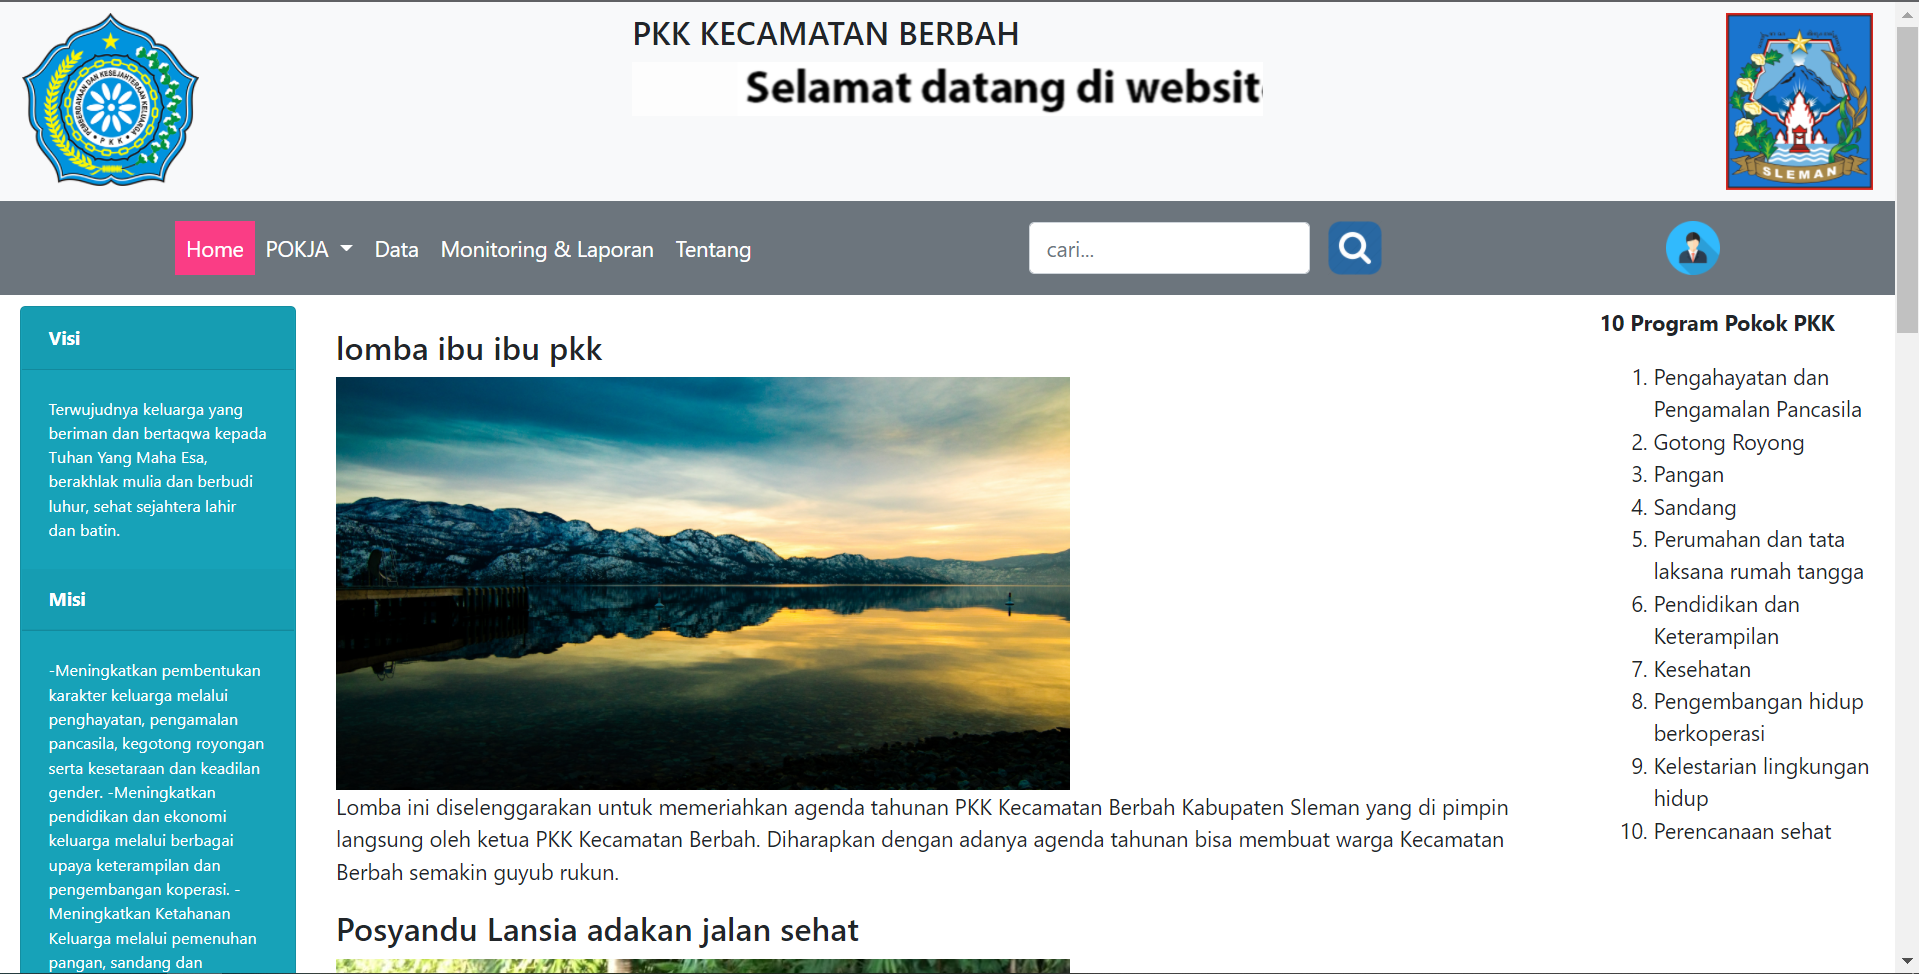 PKK KECAMATAN BERBAH
Selamat datang di websit
PEMBERDAYAAN DAN KESEJAHTERAAN KELUARGA
PKK
SLEMAN
Home POKJA Data Monitoring & Laporan Tentang cari...
Visi
Terwujudnya keluarga yang
beriman dan bertaqwa kepada
Tuhan Yang Maha Esa,
berakhlak mulia dan berbudi
luhur, sehat sejahtera lahir
dan batin.
Misi
-Meningkatkan pembentukan
karakter keluarga melalui
penghayatan, pengamalan
pancasila, kegotong royongan
serta kesetaraan dan keadilan
gender. -Meningkatkan
pendidikan dan ekonomi
keluarga melalui berbagai
upaya keterampilan dan
pengembangan koperasi. -
Meningkatkan Ketahanan
Keluarga melalui pemenuhan
pangan, sandang dan
lomba ibu ibu pkk
Lomba ini diselenggarakan untuk memeriahkan agenda tahunan PKK Kecamatan Berbah Kabupaten Sleman yang di pimpin
langsung oleh ketua PKK Kecamatan Berbah. Diharapkan dengan adanya agenda tahunan bisa membuat warga Kecamatan
Berbah semakin guyub rukun.
Posyandu Lansia adakan jalan sehat
10 Program Pokok PKK
1. Pengahayatan dan
Pengamalan Pancasila
2. Gotong Royong
3. Pangan
4. Sandang
5. Perumahan dan tata
laksana rumah tangga
6. Pendidikan dan
Keterampilan
7. Kesehatan
8. Pengembangan hidup
berkoperasi
9. Kelestarian lingkungan
hidup
10. Perencanaan sehat